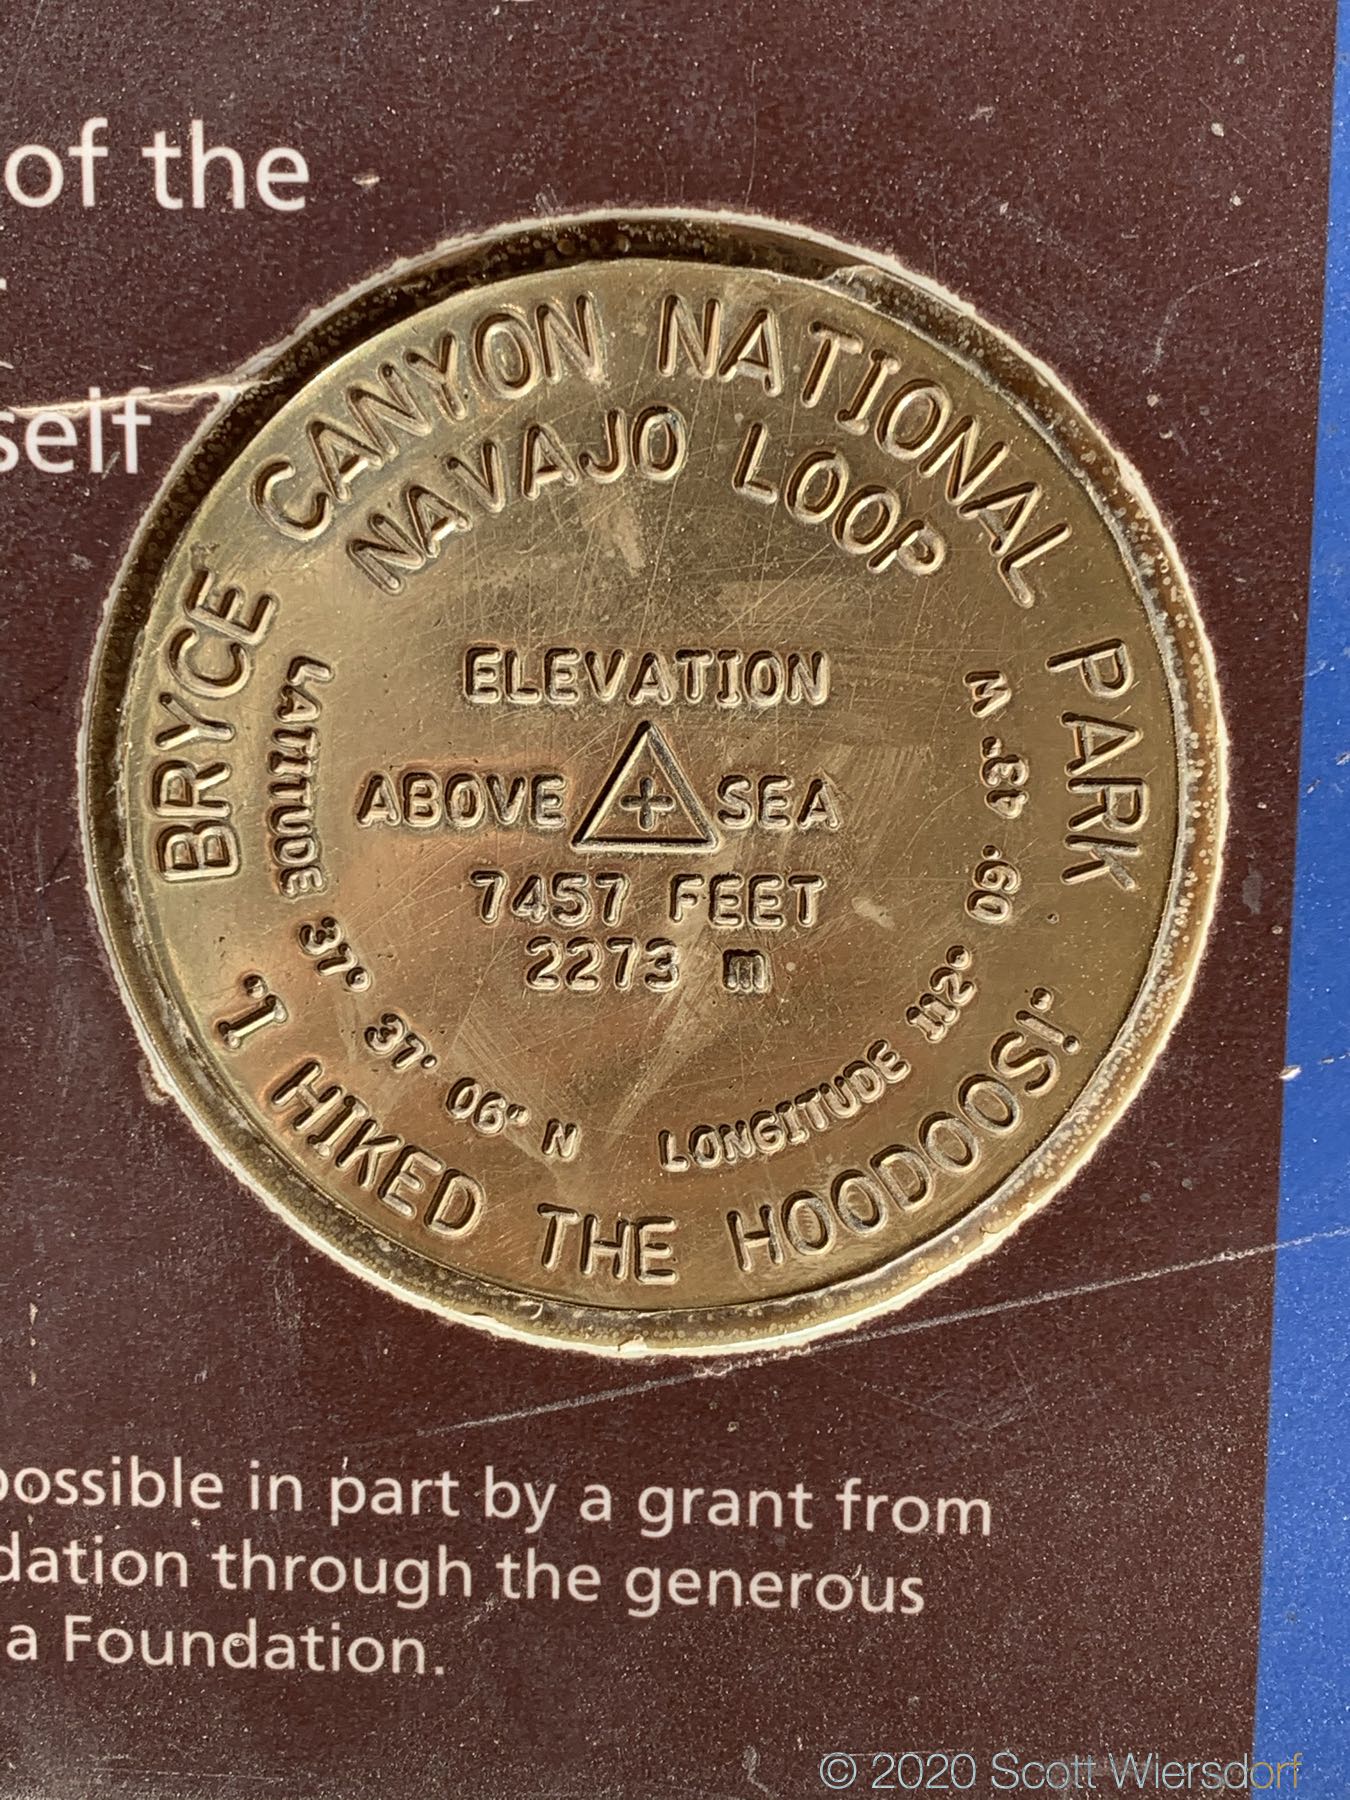 of the
self
BRYCE CANYON NATIONAL PARK
NAVAJO LOOP
ELEVATION
ABOVE SEA
7457 FEET
2273 m
LATITUDE 37° 37' 06" N
LONGITUDE 112° 09' 43" W
"I HIKED THE HOODOOS!"
possible in part by a grant from
dation through the generous
a Foundation.
© 2020 Scott Wiersdorf